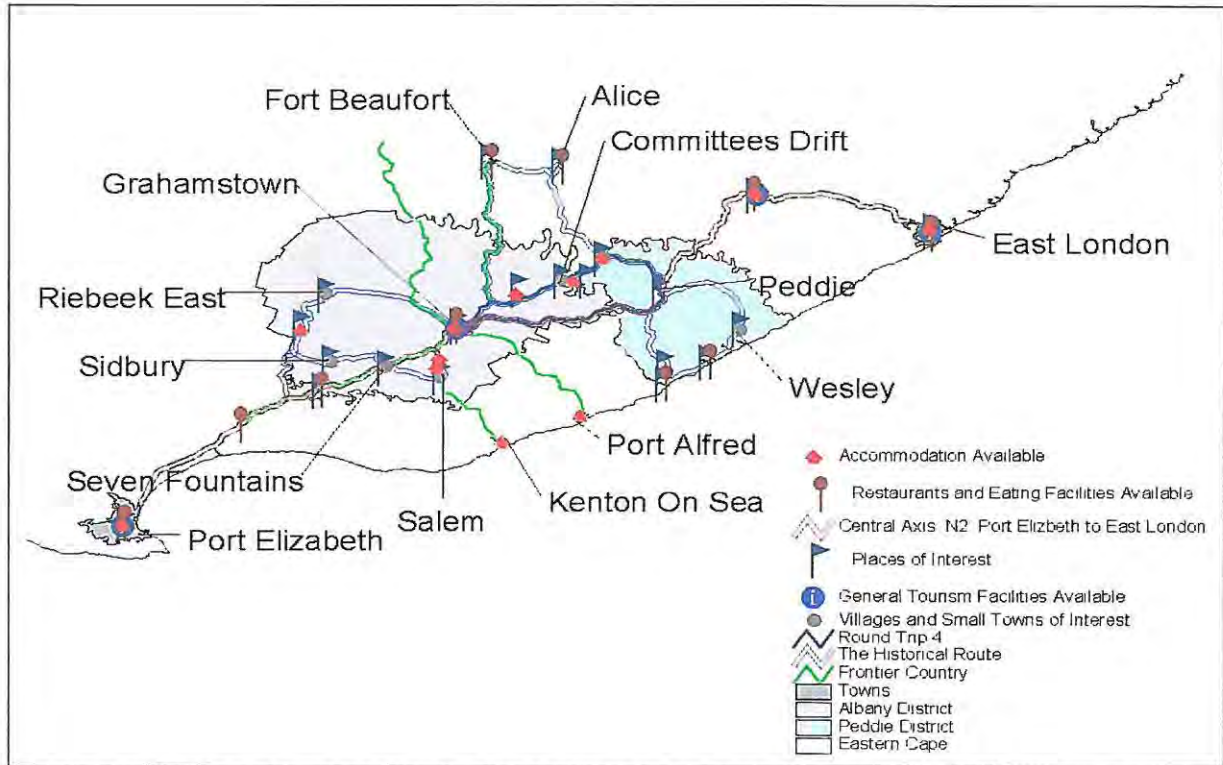 Fort Beaufort
Alice
Committees Drift
Grahamstown
East London
Riebeek East
Peddie
Sidbury
Wesley
Port Alfred
Seven Fountains
Kenton On Sea
Salem
Port Elizabeth
Accommodation Available
Restaurants and Eating Facilities Available
Central Axis N2 Port Elizbeth to East London
Places of Interest
i General Tourism Facilities Available
Villages and Small Towns of Interest
Round Trip 4
The Historical Route
Frontier Country
Towns
Albany District
Peddie District
Eastern Cape